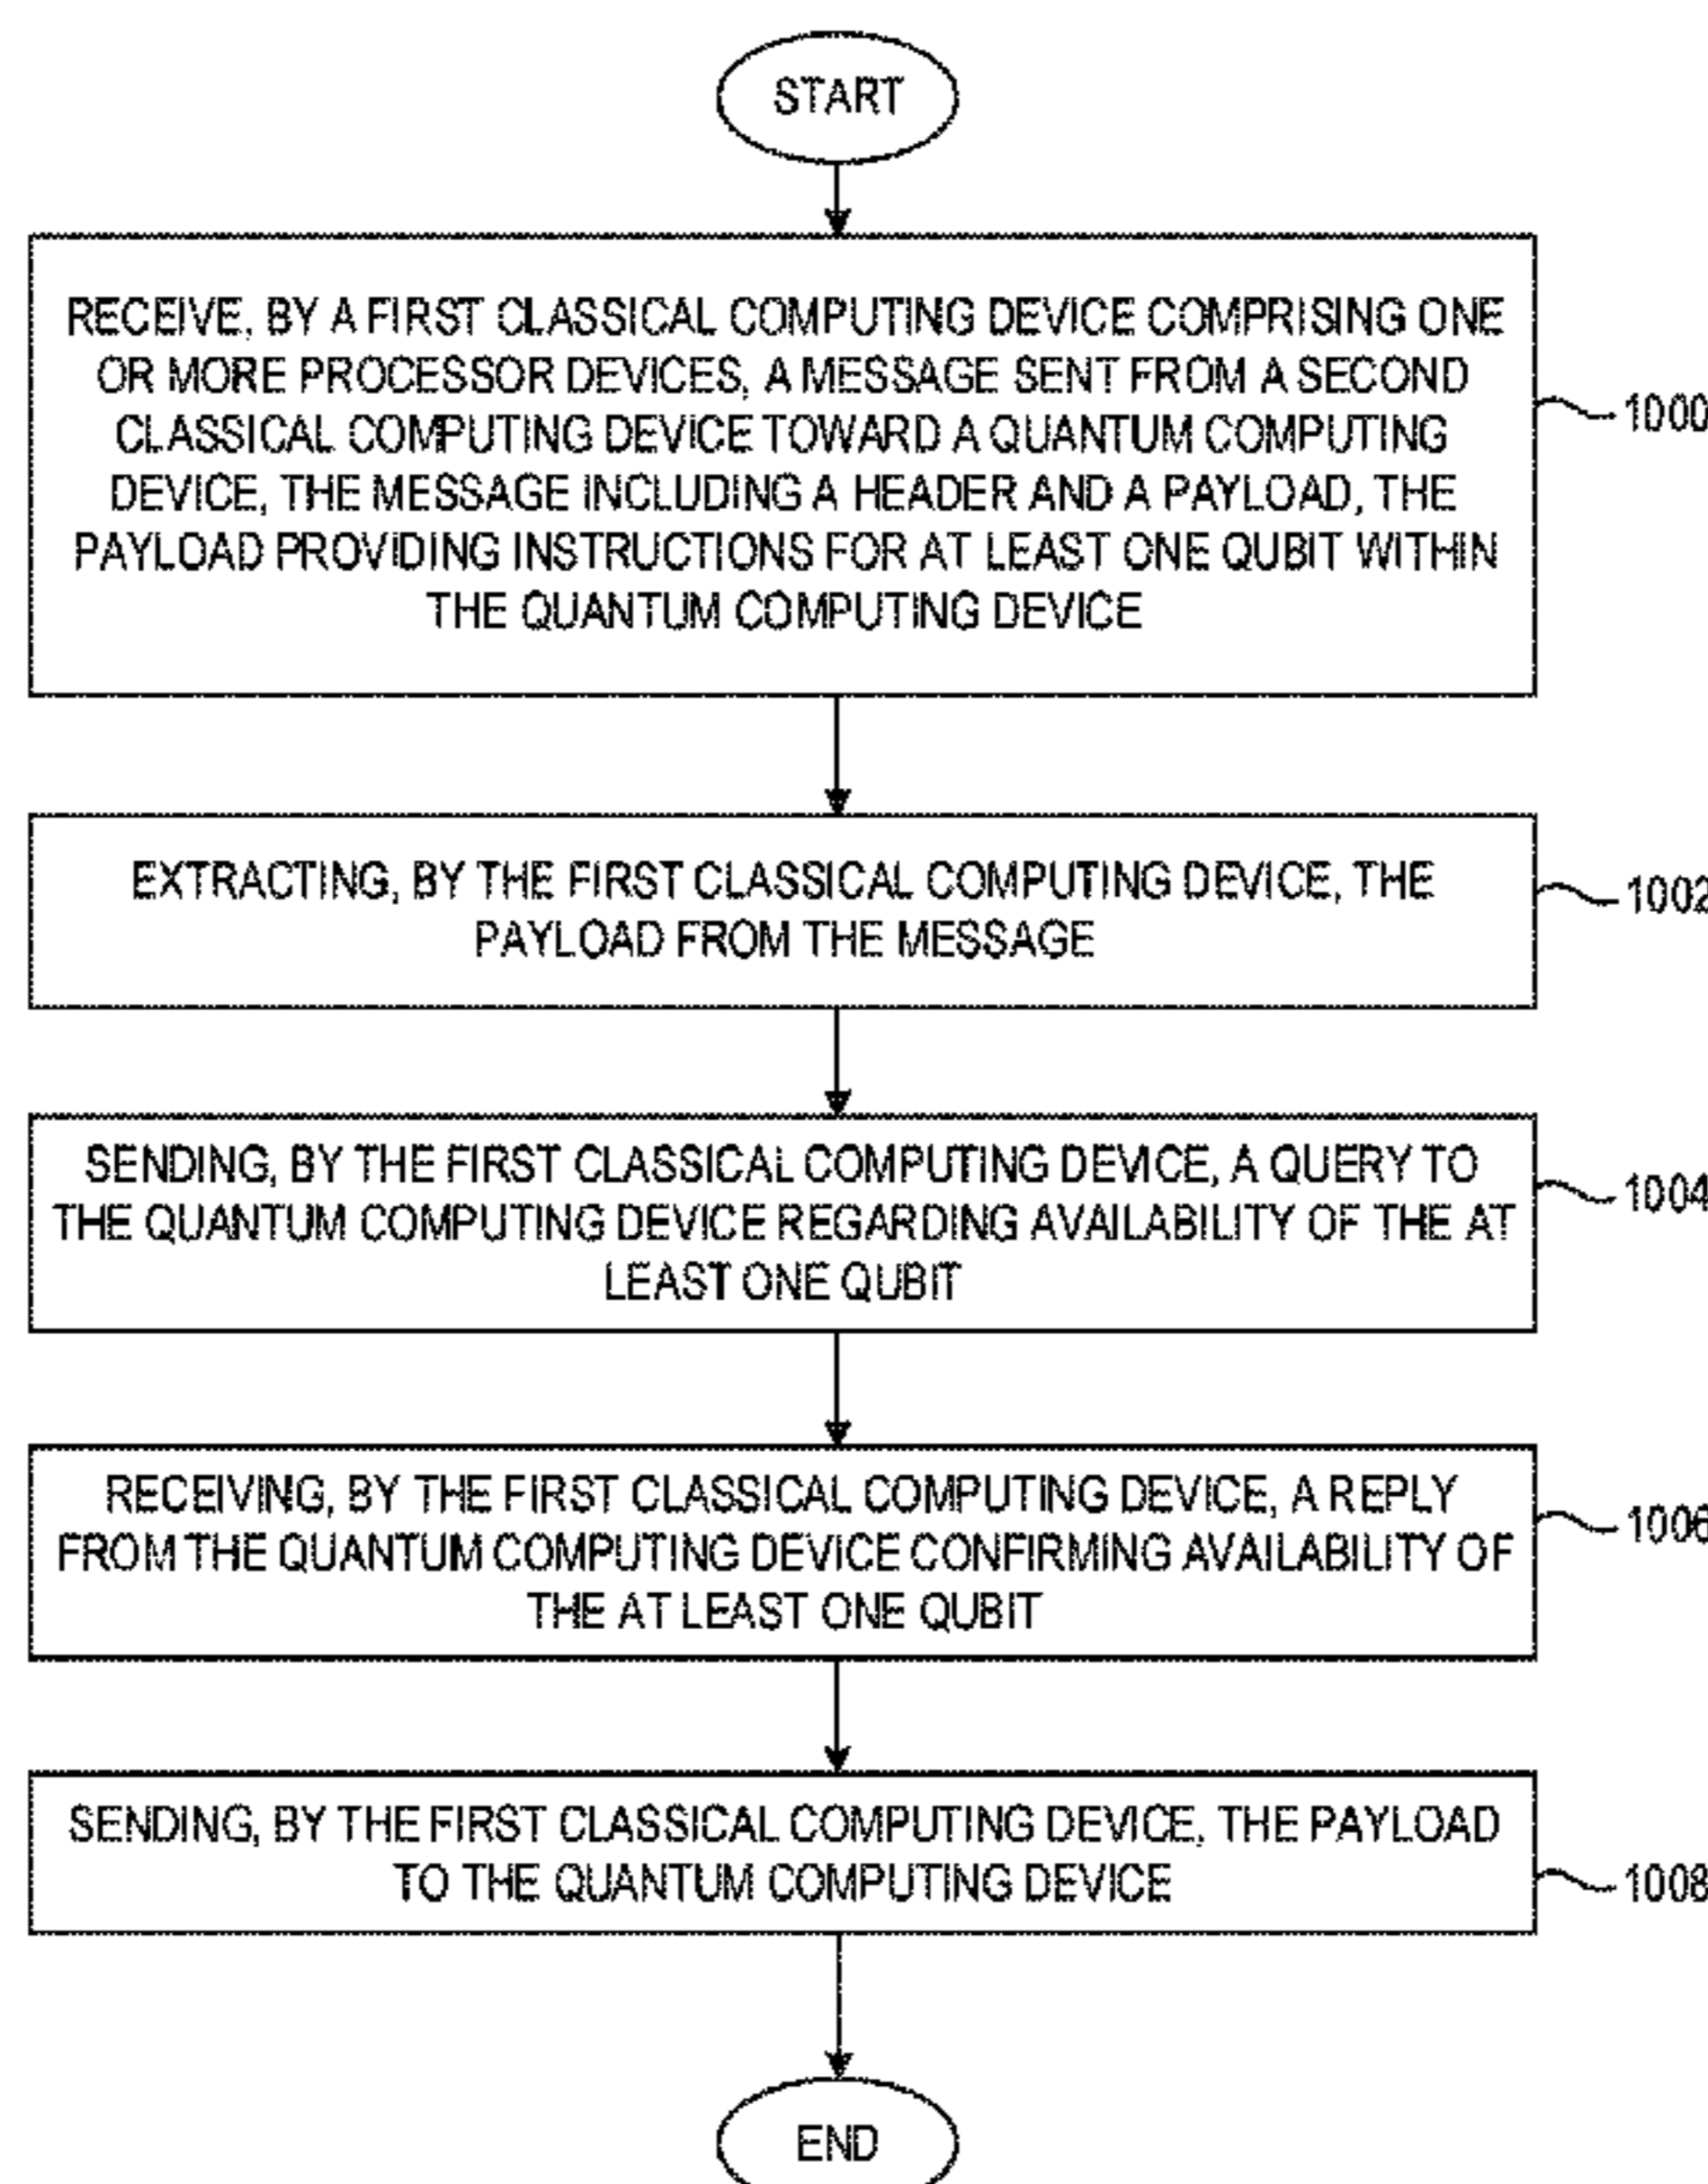 START
RECEIVE, BY A FIRST CLASSICAL COMPUTING DEVICE COMPRISING ONE
OR MORE PROCESSOR DEVICES, A MESSAGE SENT FROM A SECOND
CLASSICAL COMPUTING DEVICE TOWARD A QUANTUM COMPUTING
DEVICE, THE MESSAGE INCLUDING A HEADER AND A PAYLOAD, THE
PAYLOAD PROVIDING INSTRUCTIONS FOR AT LEAST ONE QUBIT WITHIN
THE QUANTUM COMPUTING DEVICE
1000
EXTRACTING, BY THE FIRST CLASSICAL COMPUTING DEVICE, THE
PAYLOAD FROM THE MESSAGE
1002
SENDING, BY THE FIRST CLASSICAL COMPUTING DEVICE, A QUERY TO
THE QUANTUM COMPUTING DEVICE REGARDING AVAILABILITY OF THE AT
LEAST ONE QUBIT
1004
RECEIVING, BY THE FIRST CLASSICAL COMPUTING DEVICE, A REPLY
FROM THE QUANTUM COMPUTING DEVICE CONFIRMING AVAILABILITY OF
THE AT LEAST ONE QUBIT
1006
SENDING, BY THE FIRST CLASSICAL COMPUTING DEVICE, THE PAYLOAD
TO THE QUANTUM COMPUTING DEVICE
1008
END